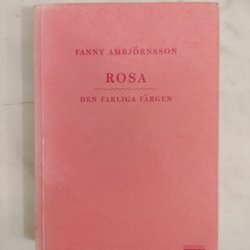 FANNY AMBJÖRNSSON
ROSA
DEN FARLIGA FÄRGEN